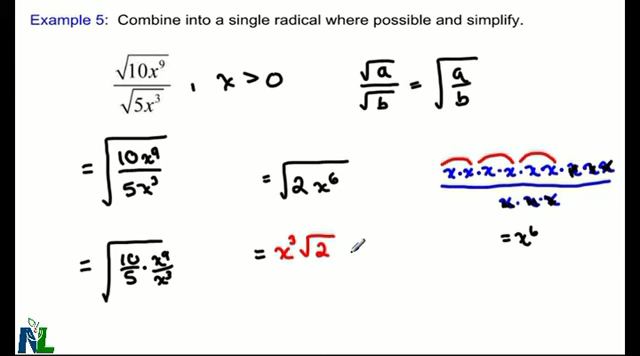 Example 5: Combine into a single radical where possible and simplify.
√10x⁹ / √5x³ , x > 0
√a / √b = √(a/b)
= √(10x⁹ / 5x³)
= √(2x⁶)
x·x·x·x·x·x·x·x·x / x·x·x
= √(10/5 · x⁹/x³)
= x³√2
= x⁶
NL